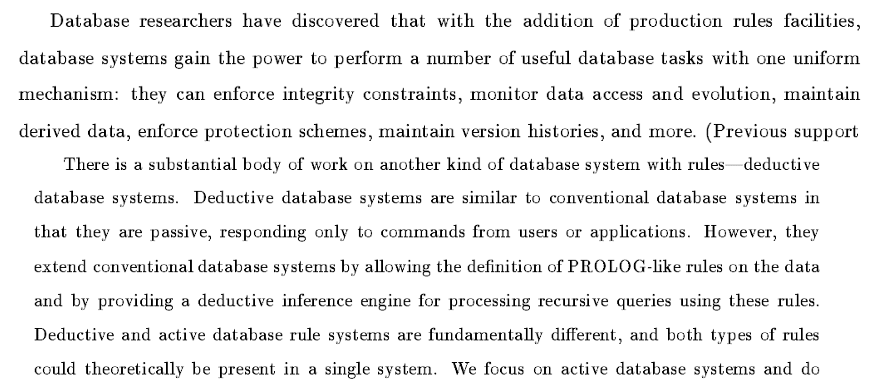 Database researchers have discovered that with the addition of production rules facilities,
database systems gain the power to perform a number of useful database tasks with one uniform
mechanism: they can enforce integrity constraints, monitor data access and evolution, maintain
derived data, enforce protection schemes, maintain version histories, and more. (Previous support
There is a substantial body of work on another kind of database system with rules—deductive
database systems. Deductive database systems are similar to conventional database systems in
that they are passive, responding only to commands from users or applications. However, they
extend conventional database systems by allowing the definition of PROLOG-like rules on the data
and by providing a deductive inference engine for processing recursive queries using these rules.
Deductive and active database rule systems are fundamentally different, and both types of rules
could theoretically be present in a single system. We focus on active database systems and do